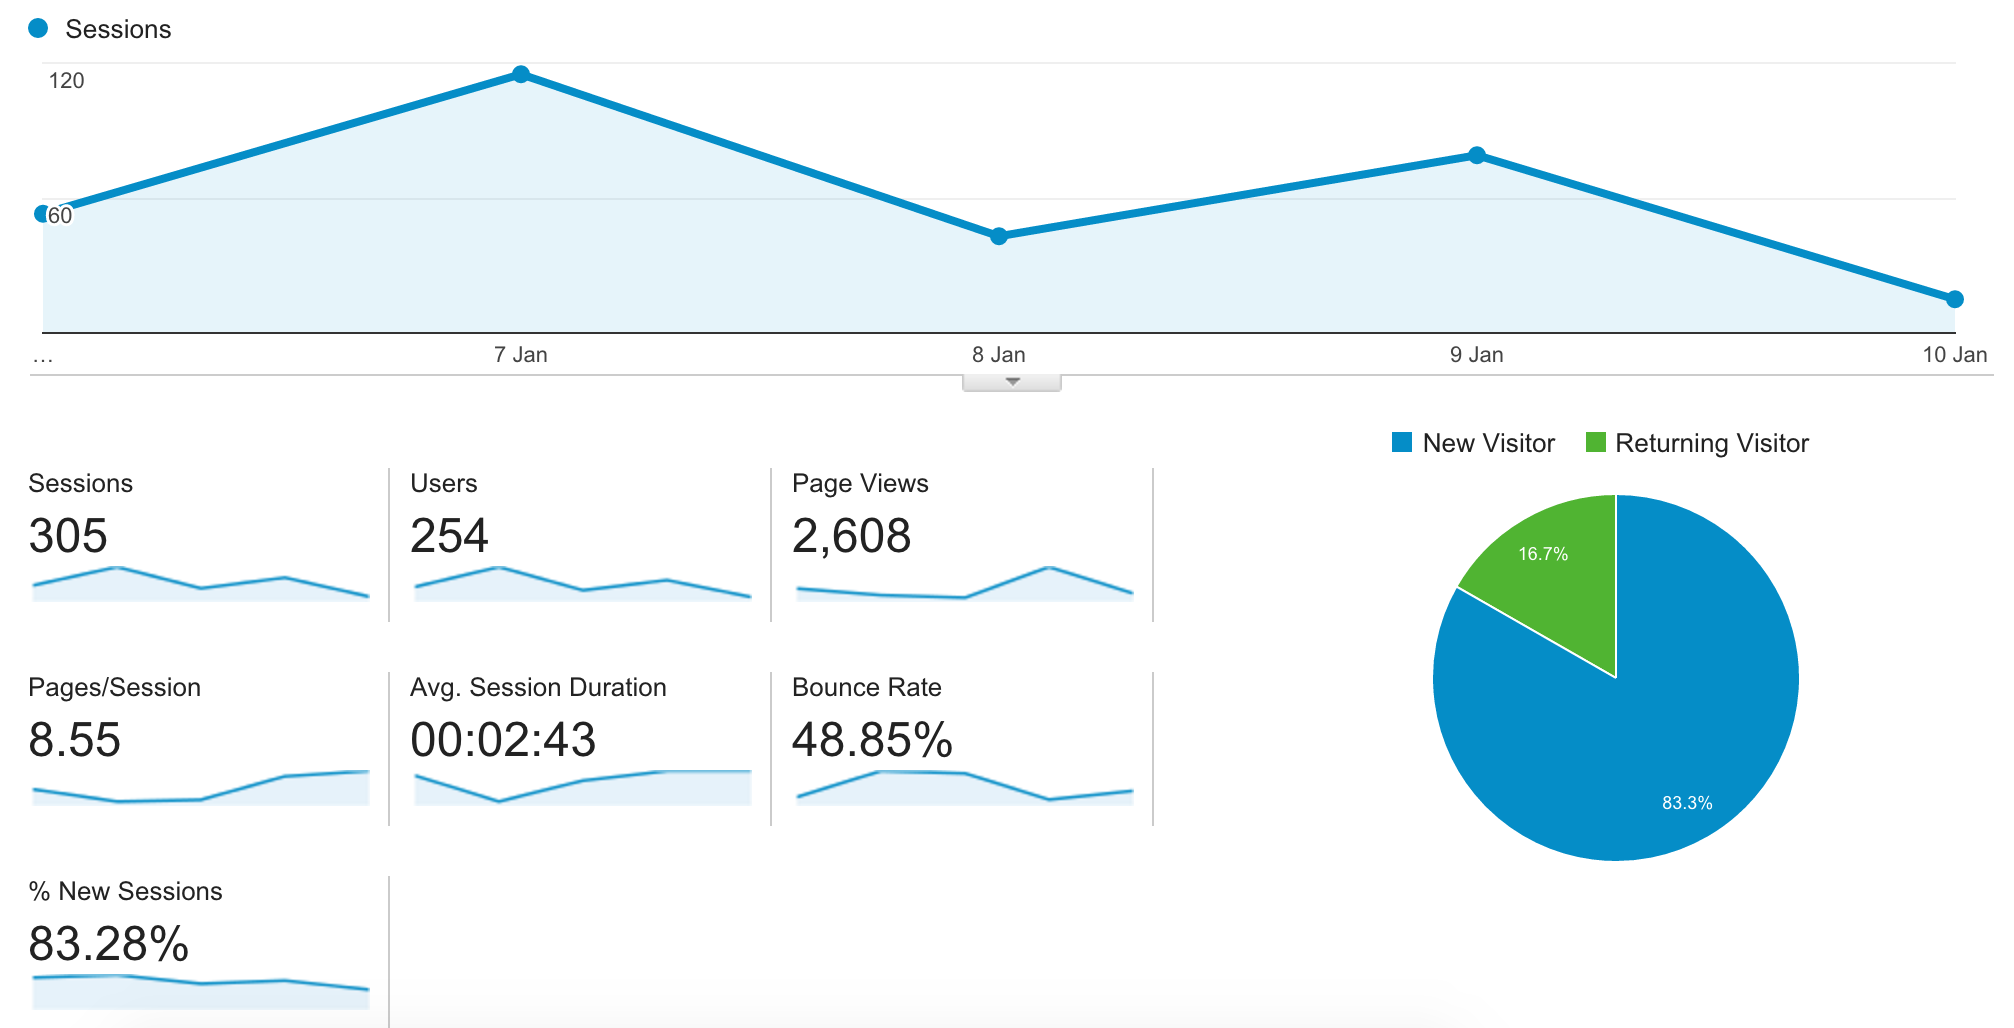 Sessions
120
60
... 7 Jan 8 Jan 9 Jan 10 Jan
New Visitor Returning Visitor
Sessions
305
Users
254
Page Views
2,608
Pages/Session
8.55
Avg. Session Duration
00:02:43
Bounce Rate
48.85%
% New Sessions
83.28%
16.7%
83.3%